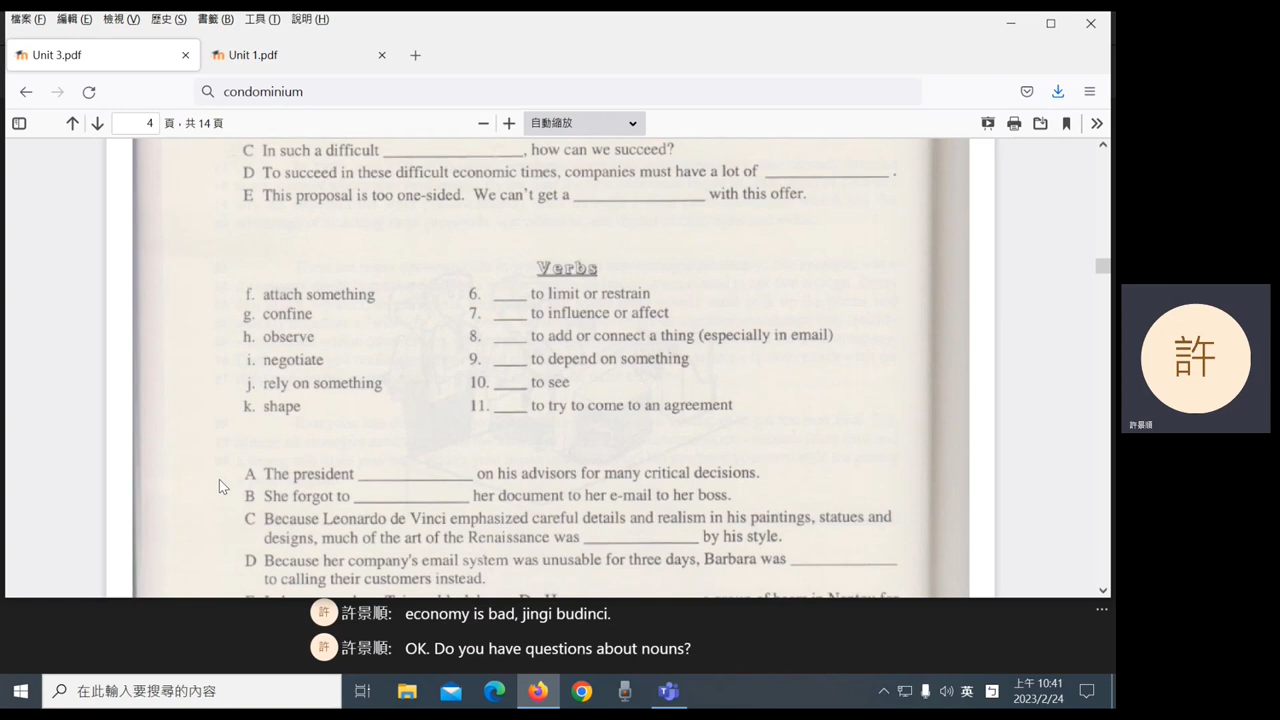 檔案 (F) 編輯 (E) 檢視 (V) 歷史 (S) 書籤 (B) 工具 (T) 說明 (H)
Unit 3.pdf
Unit 1.pdf
condominium
4 頁，共 14 頁
自動縮放
C In such a difficult ____________, how can we succeed?
D To succeed in these difficult economic times, companies must have a lot of ____________ .
E This proposal is too one-sided. We can't get a ____________ with this offer.
Verbs
f. attach something 6. ____ to limit or restrain
g. confine 7. ____ to influence or affect
h. observe 8. ____ to add or connect a thing (especially in email)
i. negotiate 9. ____ to depend on something
j. rely on something 10. ____ to see
k. shape 11. ____ to try to come to an agreement
A The president ____________ on his advisors for many critical decisions.
B She forgot to ____________ her document to her e-mail to her boss.
C Because Leonardo de Vinci emphasized careful details and realism in his paintings, statues and
designs, much of the art of the Renaissance was ____________ by his style.
D Because her company's email system was unusable for three days, Barbara was ____________
to calling their customers instead.
許
許景順
許 許景順: economy is bad, jingi budinci.
許 許景順: OK. Do you have questions about nouns?
在此輸入要搜尋的內容
英
上午 10:41
2023/2/24